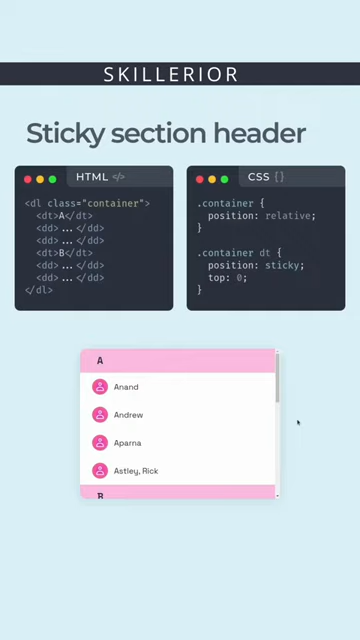 SKILLERIOR
Sticky section header
HTML </>
<dl class="container">
<dt>A</dt>
<dd>...</dd>
<dd>...</dd>
<dt>B</dt>
<dd>...</dd>
<dd>...</dd>
</dl>
CSS {}
.container {
position: relative;
}
.container dt {
position: sticky;
top: 0;
}
A
Anand
Andrew
Aparna
Astley, Rick
B